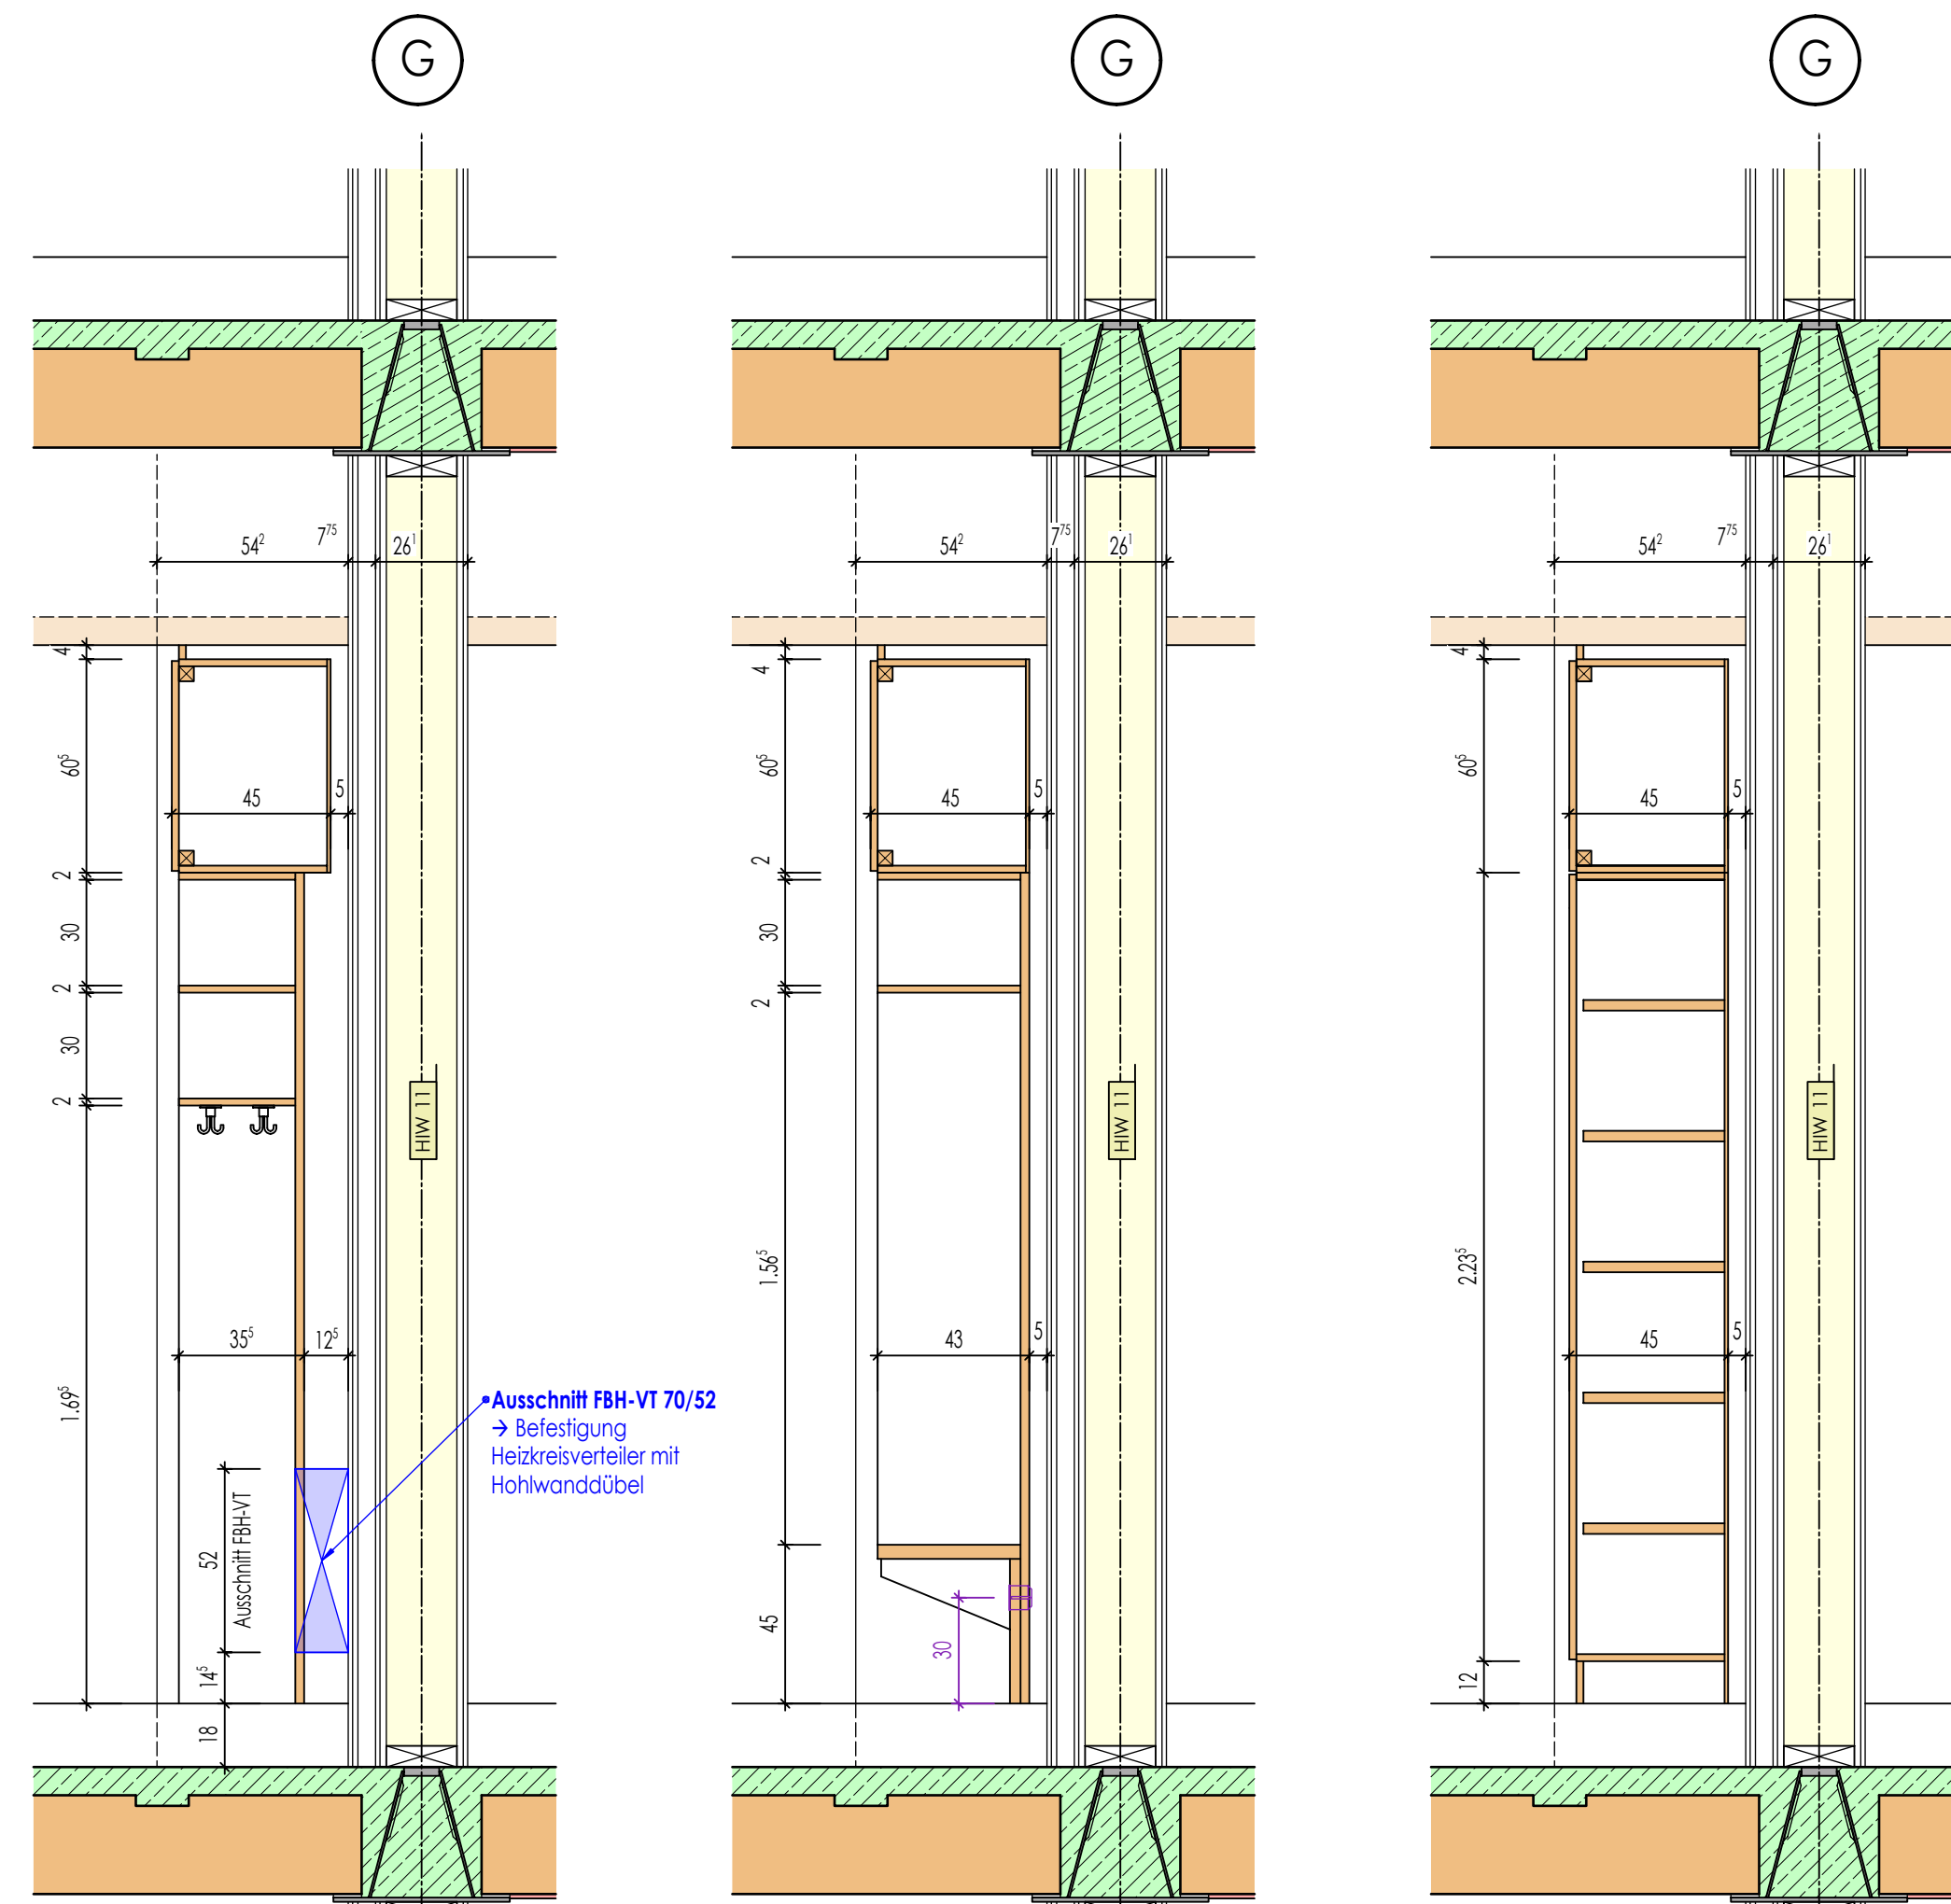 G
G
G
54² 7⁷⁵ 26¹
54² 7⁷⁵ 26¹
54² 7⁷⁵ 26¹
4
60⁵
45 5
2
30
2
30
2
HIW 11
35⁵ 12⁵
1.69⁵
Ausschnitt FBH-VT 70/52
→ Befestigung
Heizkreisverteiler mit
Hohlwanddübel
52
Ausschnitt FBH-VT
14⁵
18
4
60⁵
45 5
2
30
2
HIW 11
1.56⁵
43 5
45
30
4
60⁵
45 5
HIW 11
2.23⁵
45 5
12